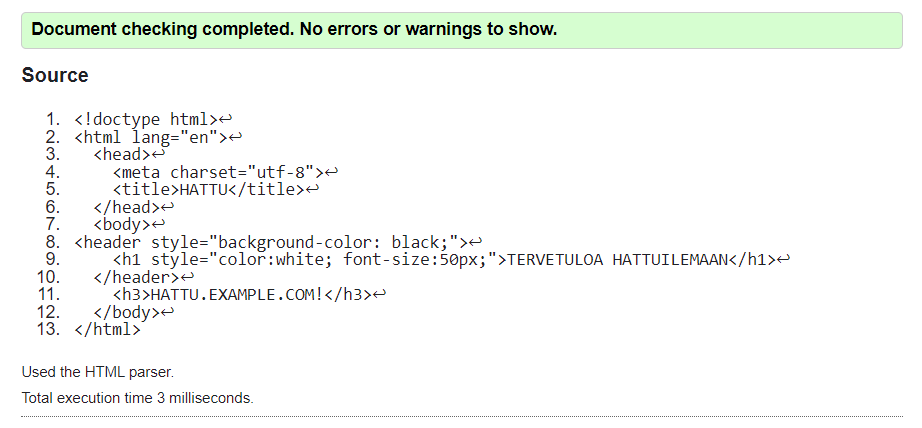 Document checking completed. No errors or warnings to show.
Source
1. <!doctype html>↩
2. <html lang="en">↩
3.   <head>↩
4.     <meta charset="utf-8">↩
5.     <title>HATTU</title>↩
6.   </head>↩
7.   <body>↩
8. <header style="background-color: black;">↩
9.     <h1 style="color:white; font-size:50px;">TERVETULOA HATTUILEMAAN</h1>↩
10.   </header>↩
11.     <h3>HATTU.EXAMPLE.COM!</h3>↩
12.   </body>↩
13. </html>
Used the HTML parser.
Total execution time 3 milliseconds.